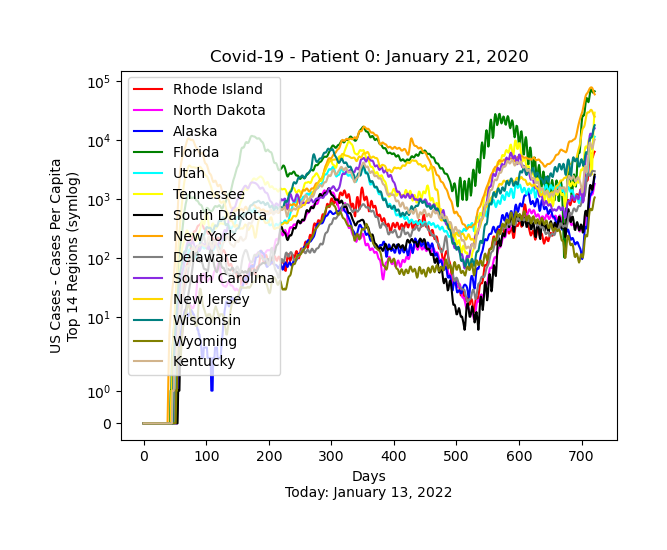 Covid-19 - Patient 0: January 21, 2020
US Cases - Cases Per Capita
Top 14 Regions (symlog)
10^5
10^4
10^3
10^2
10^1
10^0
0
Rhode Island
North Dakota
Alaska
Florida
Utah
Tennessee
South Dakota
New York
Delaware
South Carolina
New Jersey
Wisconsin
Wyoming
Kentucky
0 100 200 300 400 500 600 700
Days
Today: January 13, 2022